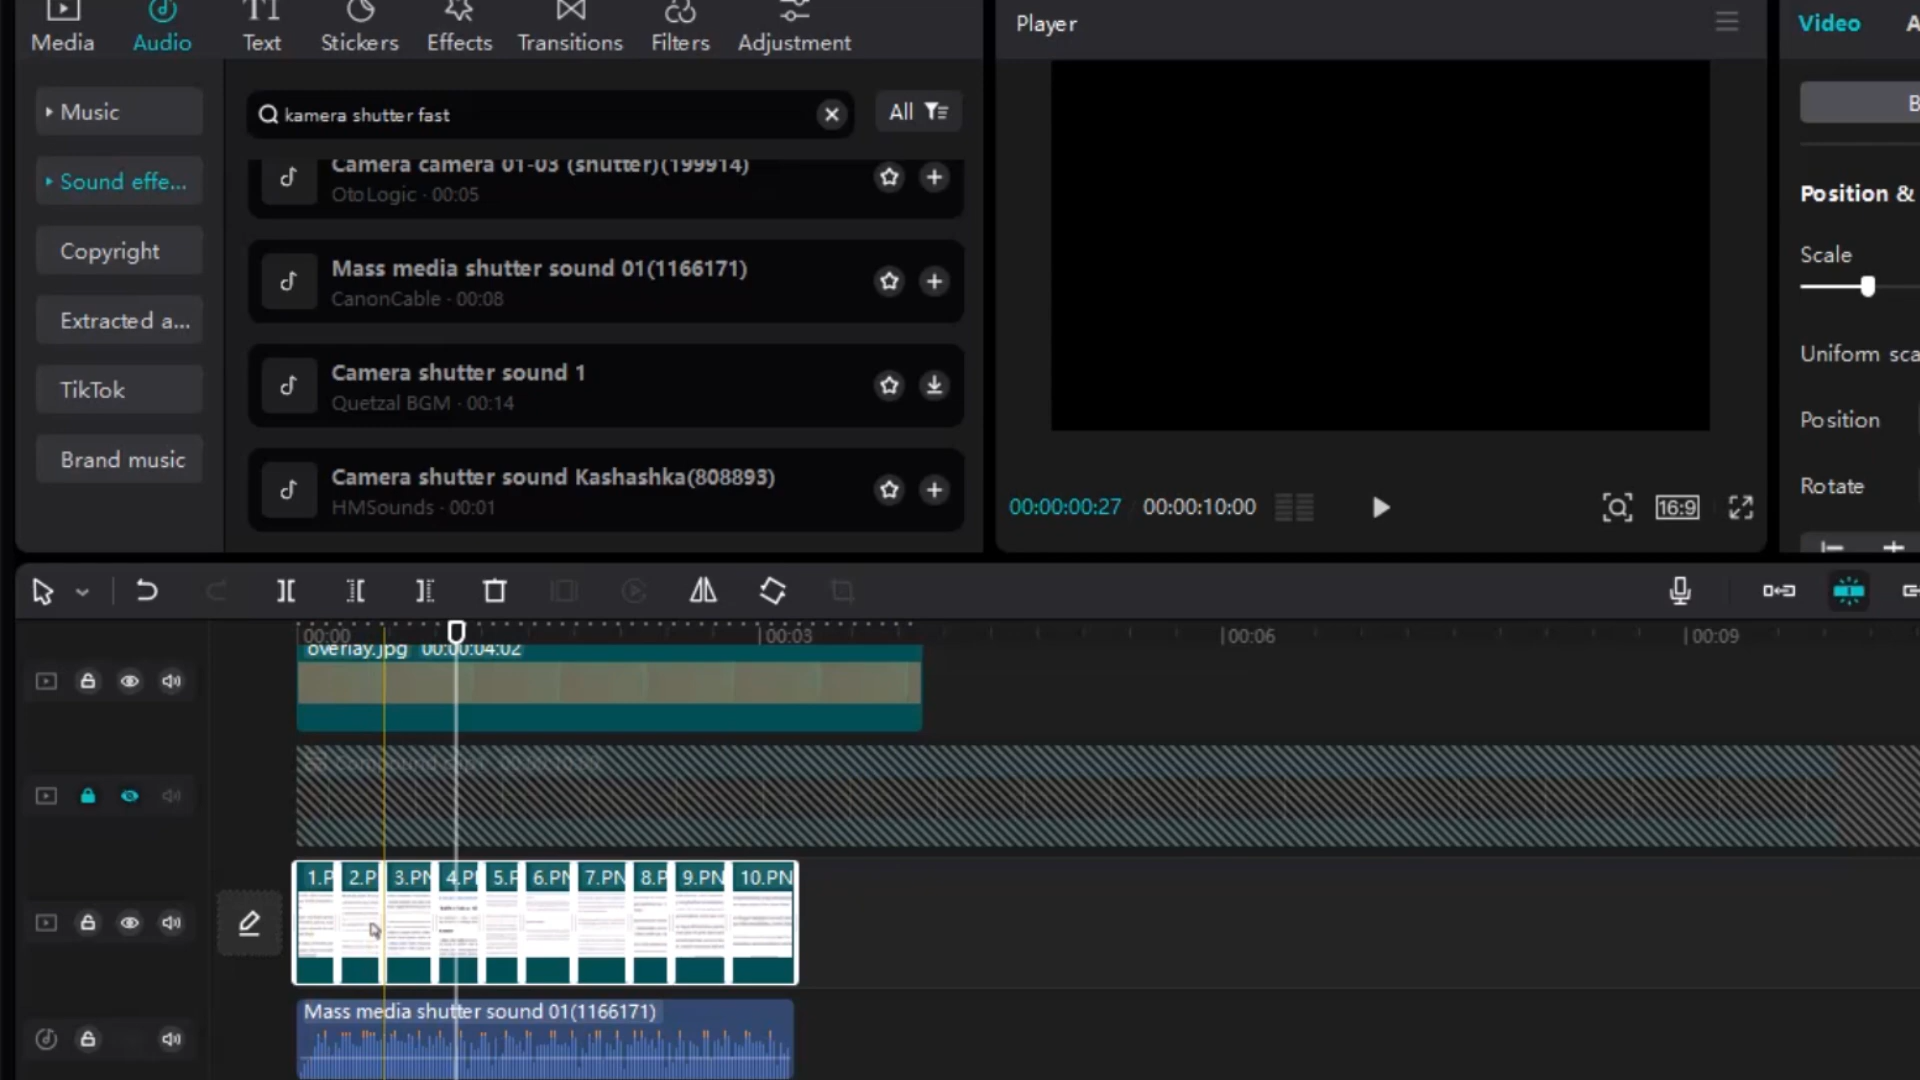 Media
Audio
Text
Stickers
Effects
Transitions
Filters
Adjustment
Music
Sound effe...
Copyright
Extracted a...
TikTok
Brand music
kamera shutter fast
All
Camera camera 01-03 (shutter)(199914)
OtoLogic · 00:05
Mass media shutter sound 01(1166171)
CanonCable · 00:08
Camera shutter sound 1
Quetzal BGM · 00:14
Camera shutter sound Kashashka(808893)
HMSounds · 00:01
Player
00:00:00:27
00:00:10:00
16:9
Video
Position &
Scale
Uniform sca
Position
Rotate
00:00
00:03
00:06
00:09
overlay.jpg 00:00:04:02
1.P
2.P
3.PN
4.P
5.P
6.PN
7.PN
8.P
9.PN
10.PN
Mass media shutter sound 01(1166171)